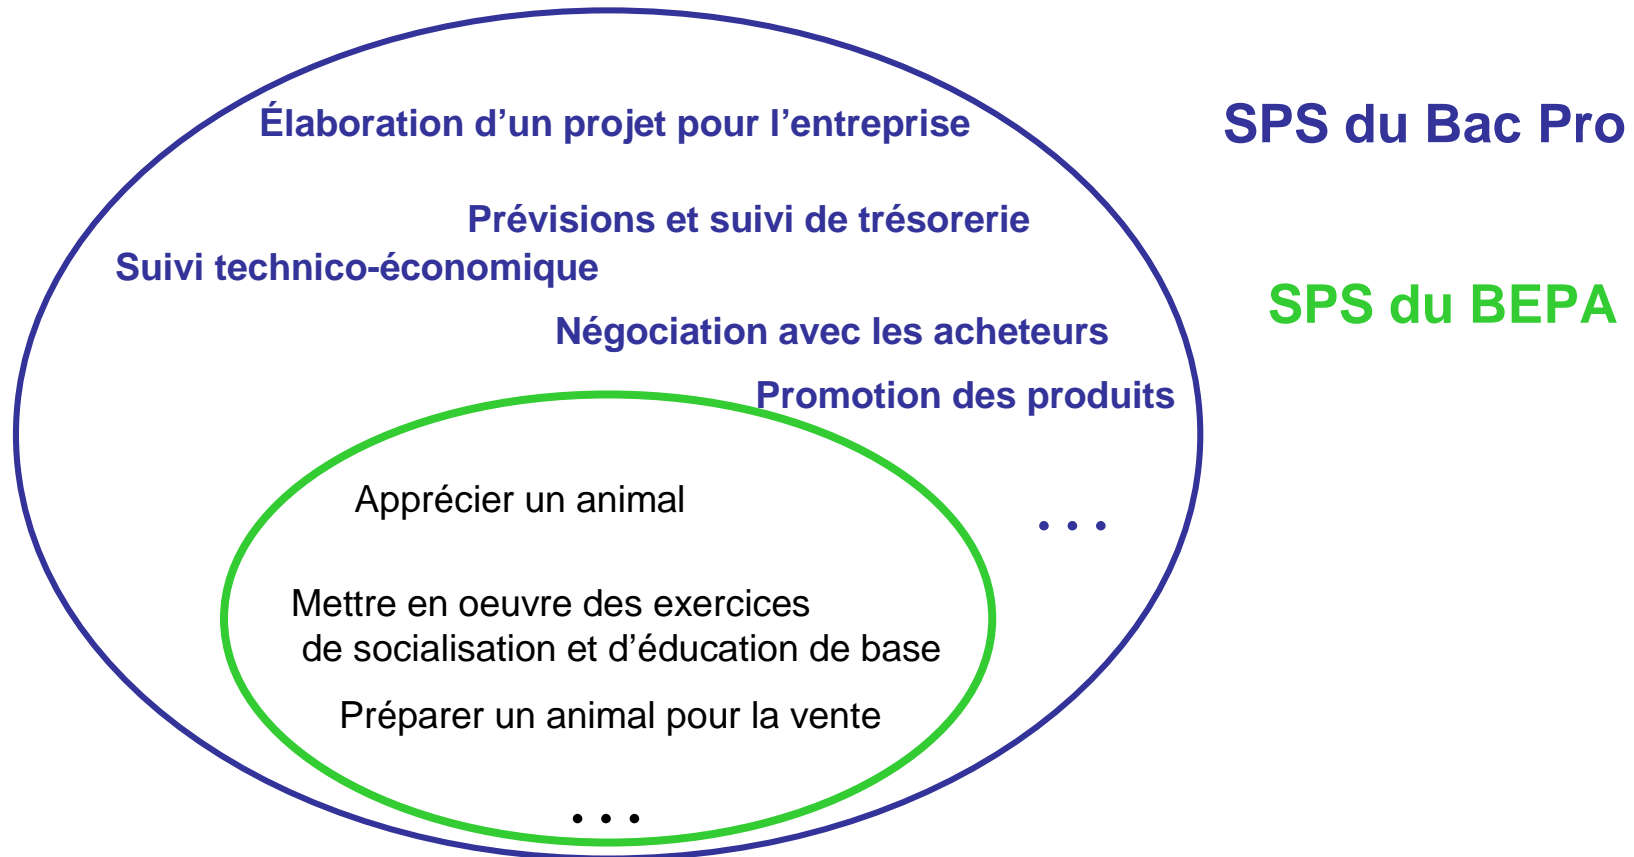 Élaboration d’un projet pour l’entreprise
SPS du Bac Pro
Prévisions et suivi de trésorerie
Suivi technico-économique
SPS du BEPA
Négociation avec les acheteurs
Promotion des produits
Apprécier un animal
...
Mettre en oeuvre des exercices
de socialisation et d’éducation de base
Préparer un animal pour la vente
...